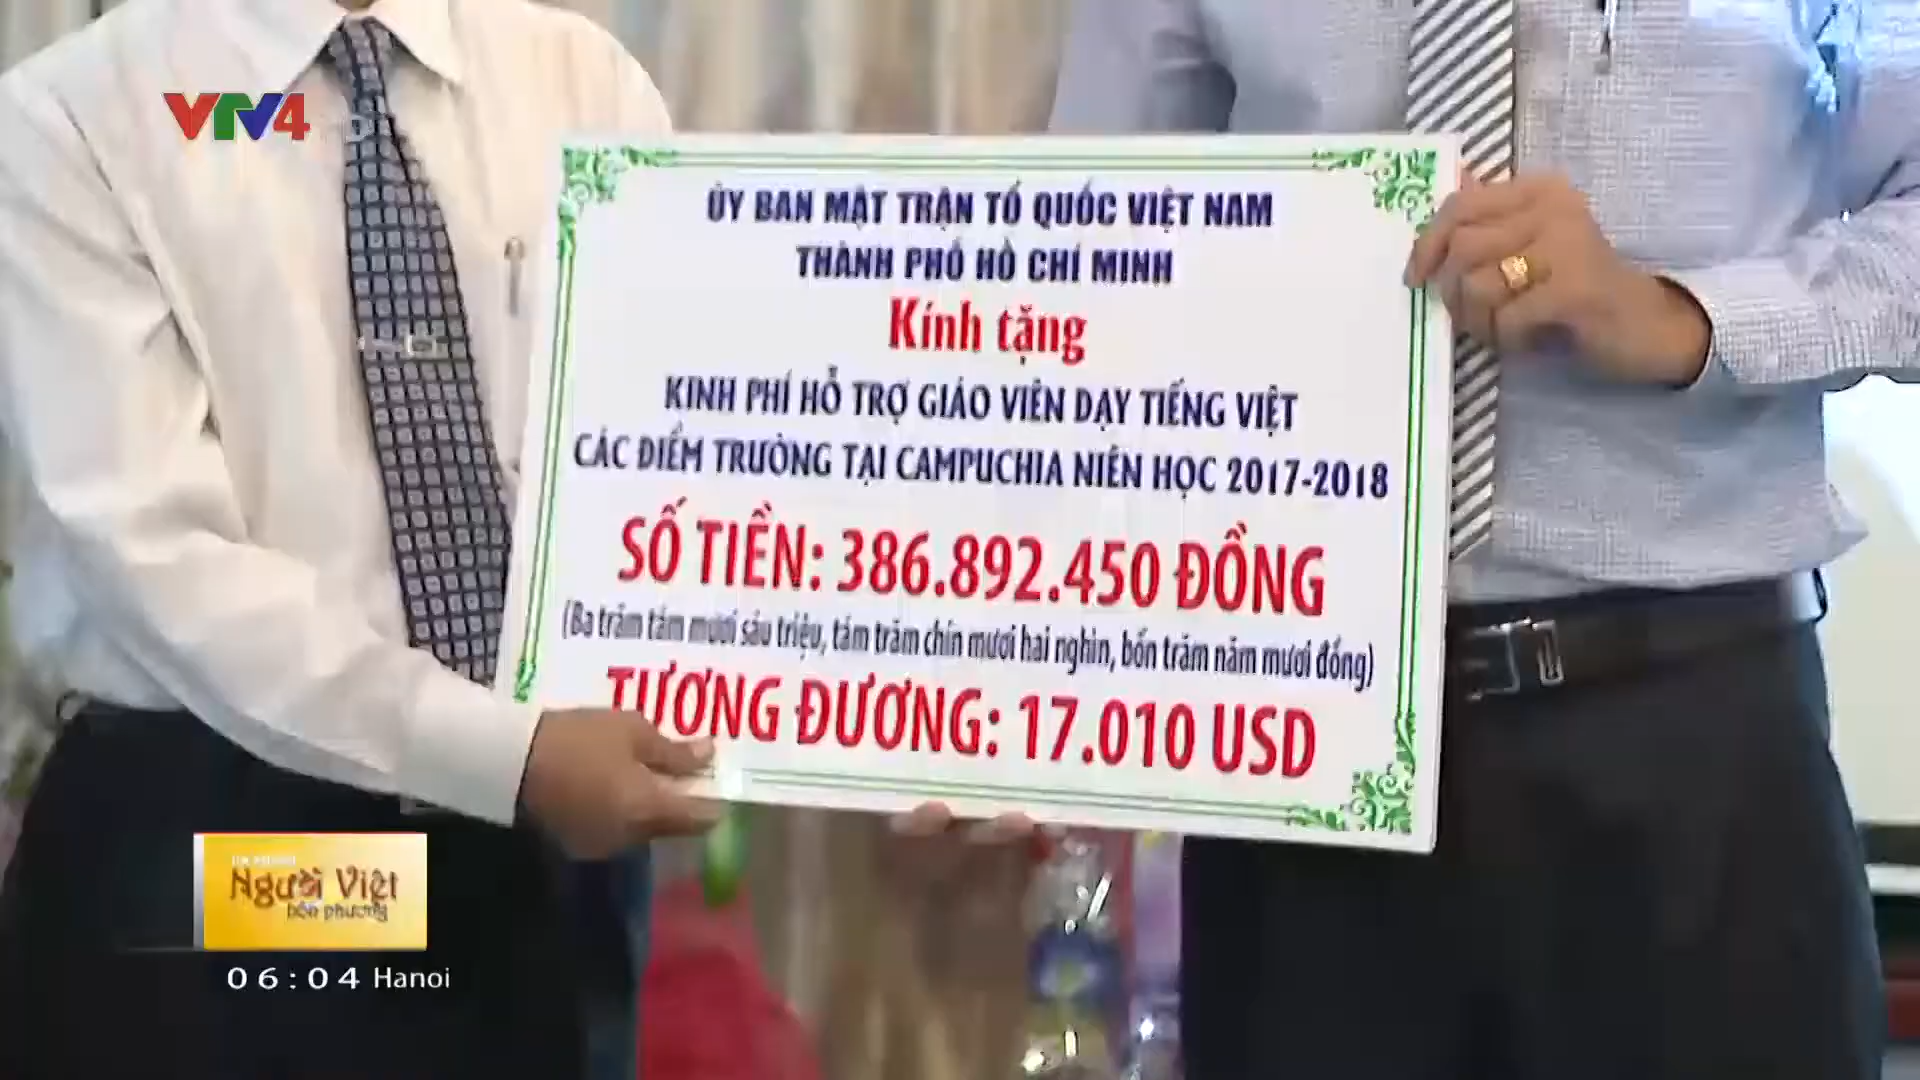 VTV4
ỦY BAN MẶT TRẬN TỔ QUỐC VIỆT NAM
THÀNH PHỐ HỒ CHÍ MINH
Kính tặng
KINH PHÍ HỖ TRỢ GIÁO VIÊN DẠY TIẾNG VIỆT
CÁC ĐIỂM TRƯỜNG TẠI CAMPUCHIA NIÊN HỌC 2017-2018
SỐ TIỀN: 386.892.450 ĐỒNG
(Ba trăm tám mươi sáu triệu, tám trăm chín mươi hai nghìn, bốn trăm năm mươi đồng)
TƯƠNG ĐƯƠNG: 17.010 USD
Người Việt
bốn phương
06:04 Hanoi